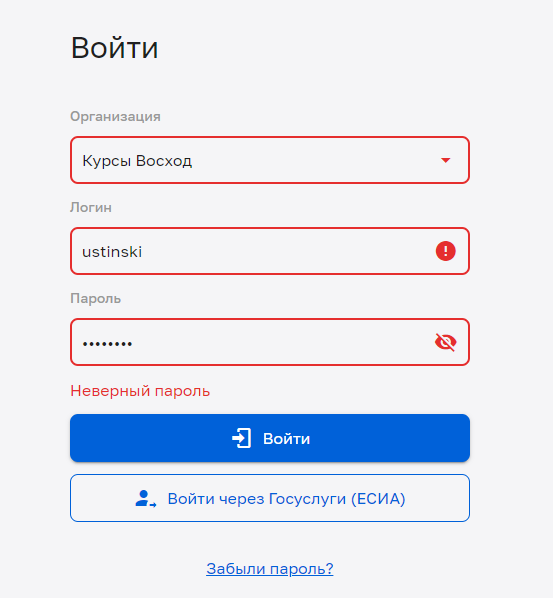 Войти
Организация
Курсы Восход
Логин
ustinski
Пароль
••••••••
Неверный пароль
Войти
Войти через Госуслуги (ЕСИА)
Забыли пароль?